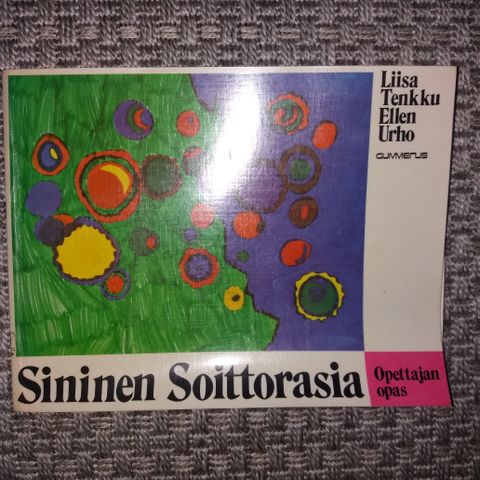 Liisa
Tenkku
Ellen
Urho
GUMMERUS
Sininen Soittorasia
Opettajan
opas